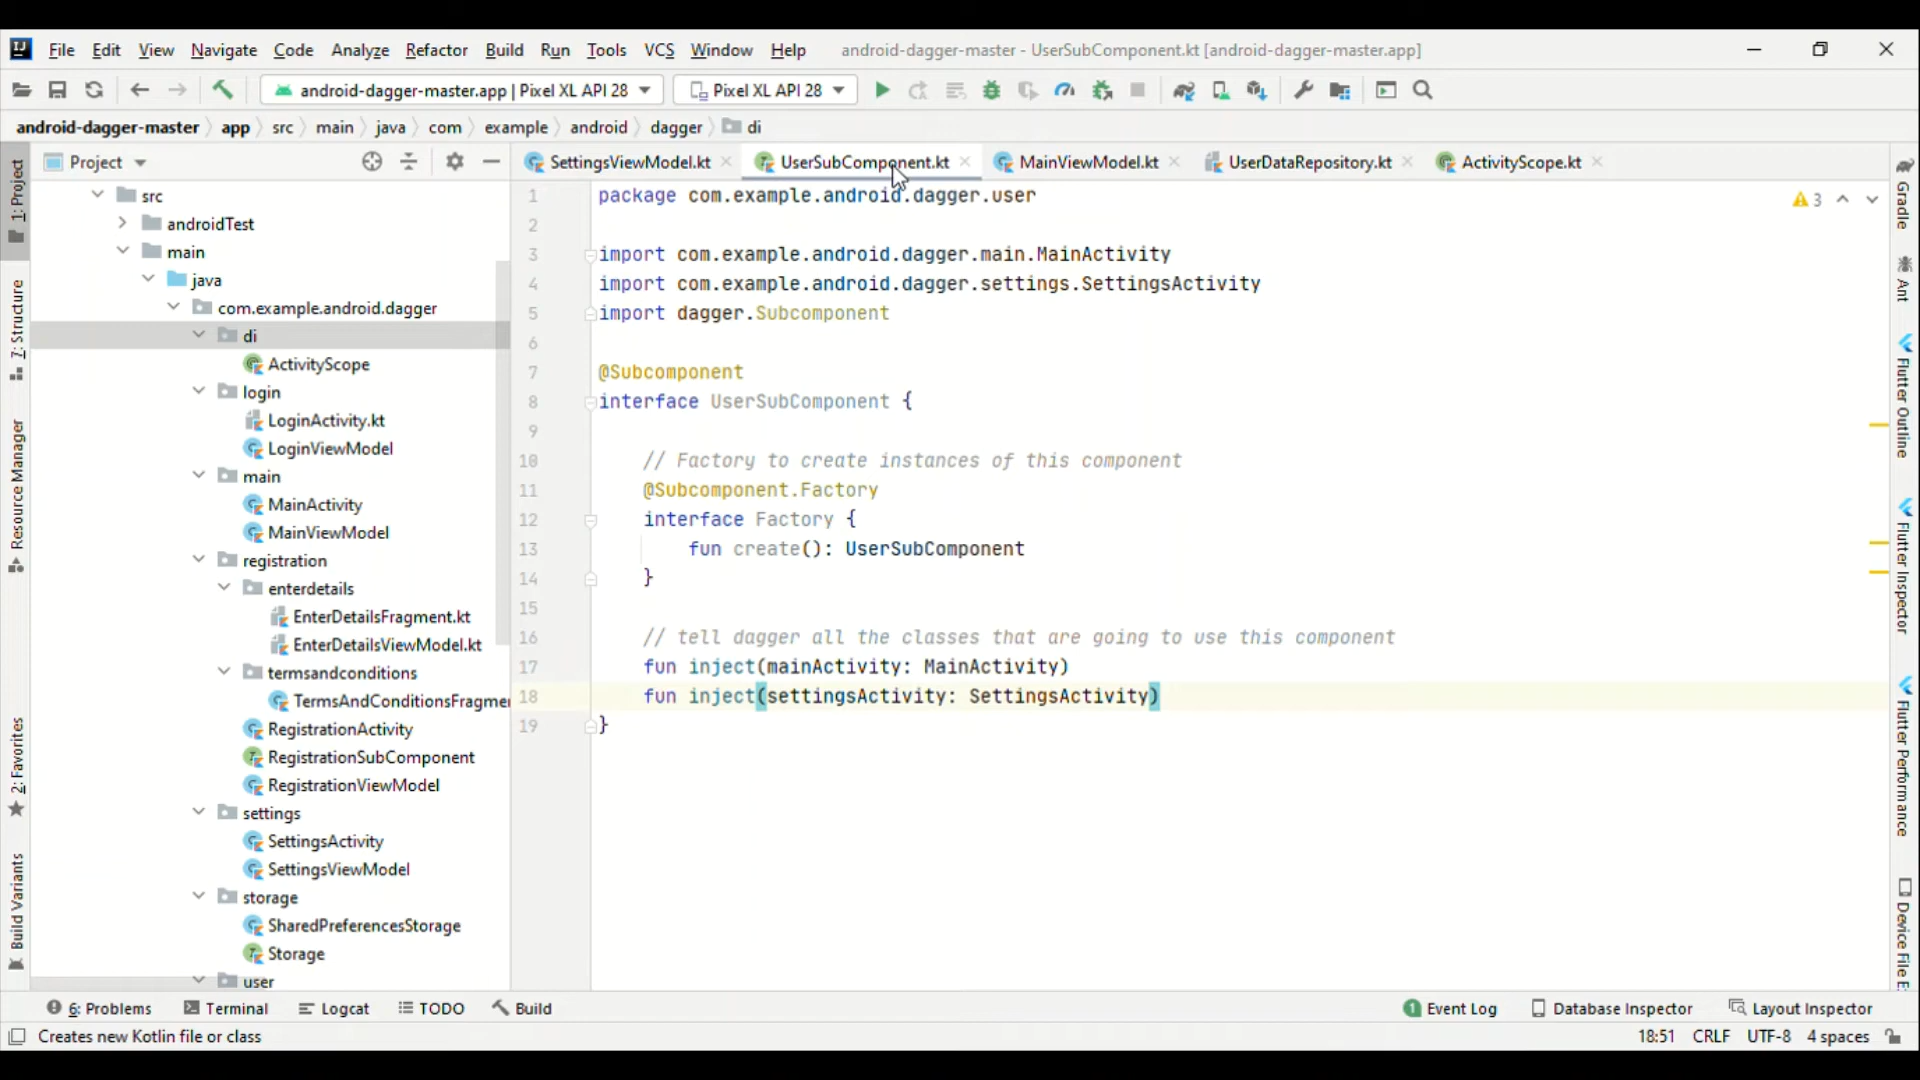 File Edit View Navigate Code Analyze Refactor Build Run Tools VCS Window Help android-dagger-master - UserSubComponent.kt [android-dagger-master.app]
android-dagger-master.app | Pixel XL API 28 Pixel XL API 28
android-dagger-master app src main java com example android dagger di
Project
SettingsViewModel.kt UserSubComponent.kt MainViewModel.kt UserDataRepository.kt ActivityScope.kt
1: Project
7: Structure
Resource Manager
2: Favorites
Build Variants
src
androidTest
main
java
com.example.android.dagger
di
ActivityScope
login
LoginActivity.kt
LoginViewModel
main
MainActivity
MainViewModel
registration
enterdetails
EnterDetailsFragment.kt
EnterDetailsViewModel.kt
termsandconditions
TermsAndConditionsFragme
RegistrationActivity
RegistrationSubComponent
RegistrationViewModel
settings
SettingsActivity
SettingsViewModel
storage
SharedPreferencesStorage
Storage
user
1 package com.example.android.dagger.user
2
3 import com.example.android.dagger.main.MainActivity
4 import com.example.android.dagger.settings.SettingsActivity
5 import dagger.Subcomponent
6
7 @Subcomponent
8 interface UserSubComponent {
9
10 // Factory to create instances of this component
11 @Subcomponent.Factory
12 interface Factory {
13 fun create(): UserSubComponent
14 }
15
16 // tell dagger all the classes that are going to use this component
17 fun inject(mainActivity: MainActivity)
18 fun inject(settingsActivity: SettingsActivity)
19 }
3
Gradle
Ant
Flutter Outline
Flutter Inspector
Flutter Performance
Device File E
6: Problems Terminal Logcat TODO Build 1 Event Log Database Inspector Layout Inspector
Creates new Kotlin file or class 18:51 CRLF UTF-8 4 spaces